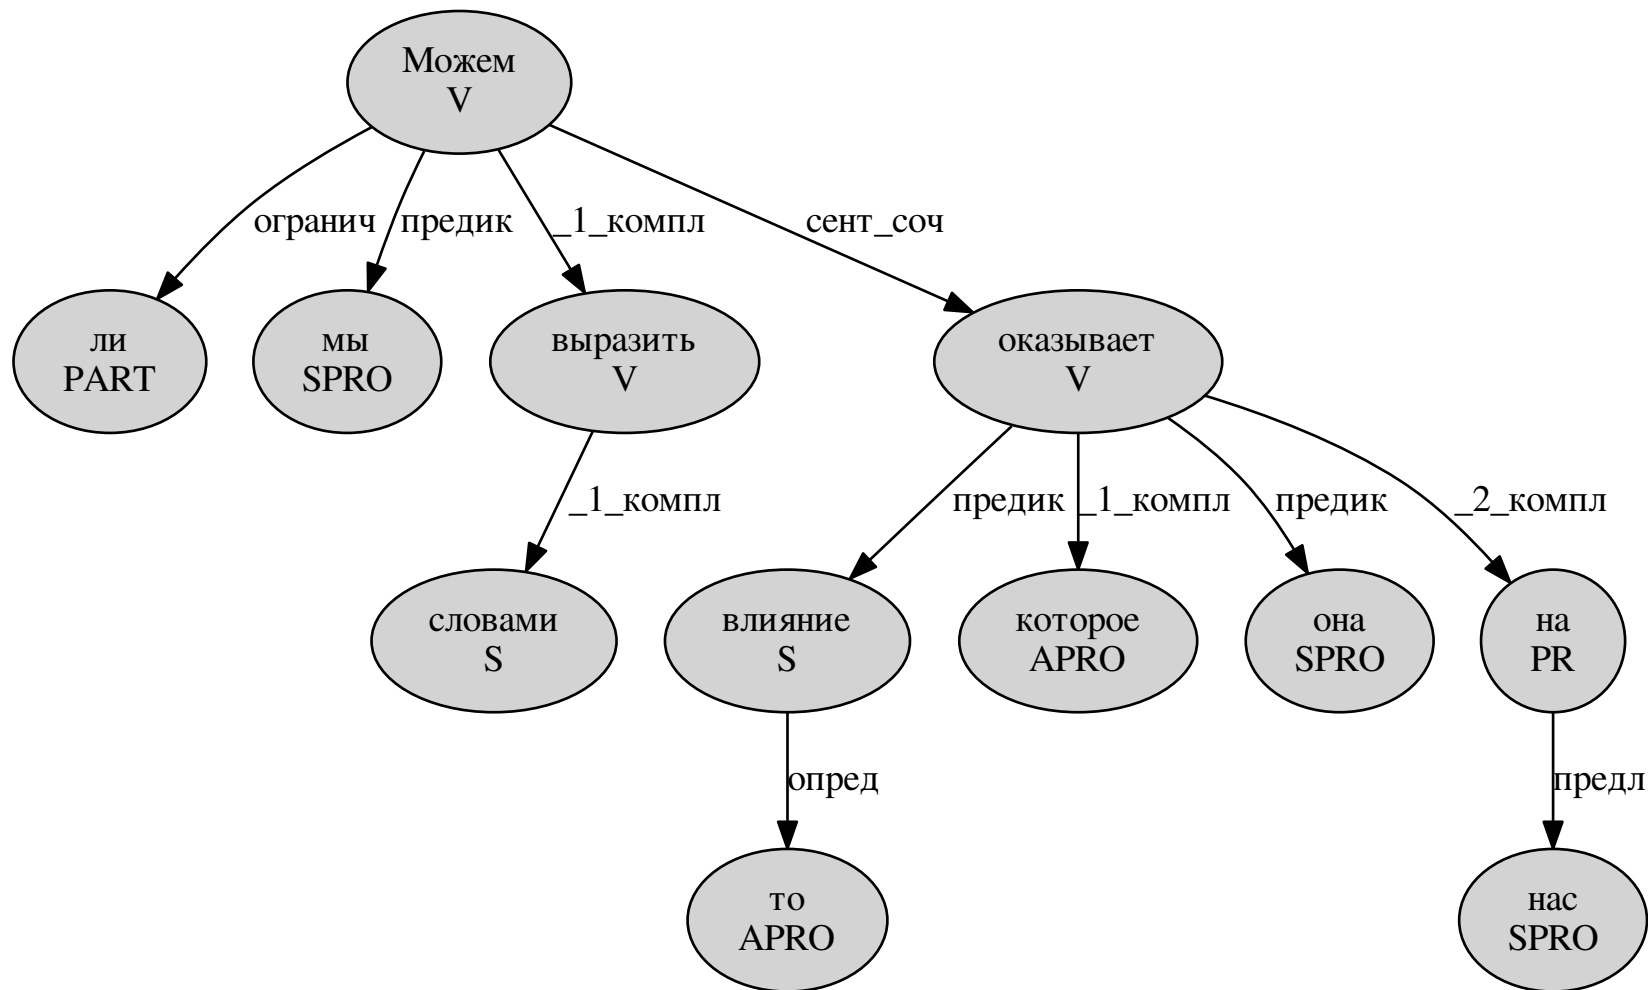 Можем
V
огранич
предик
_1_компл
сент_соч
ли
PART
мы
SPRO
выразить
V
оказывает
V
_1_компл
предик
_1_компл
предик
_2_компл
словами
S
влияние
S
которое
APRO
она
SPRO
на
PR
опред
предл
то
APRO
нас
SPRO